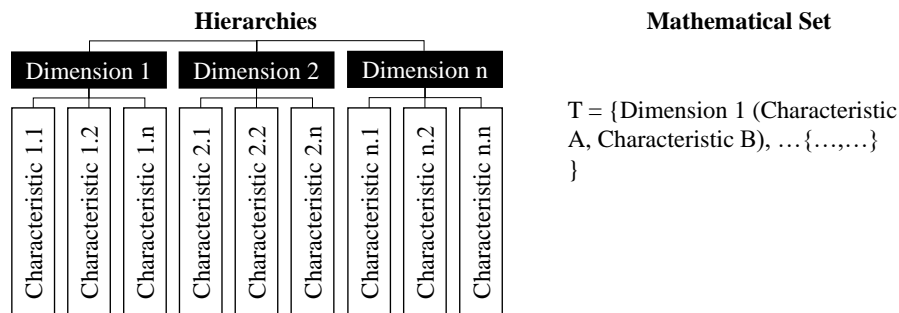 Hierarchies
Dimension 1
Dimension 2
Dimension n
Characteristic 1.1
Characteristic 1.2
Characteristic 1.n
Characteristic 2.1
Characteristic 2.2
Characteristic 2.n
Characteristic n.1
Characteristic n.2
Characteristic n.n
Mathematical Set
T = {Dimension 1 (Characteristic
A, Characteristic B), …{…,…}
}